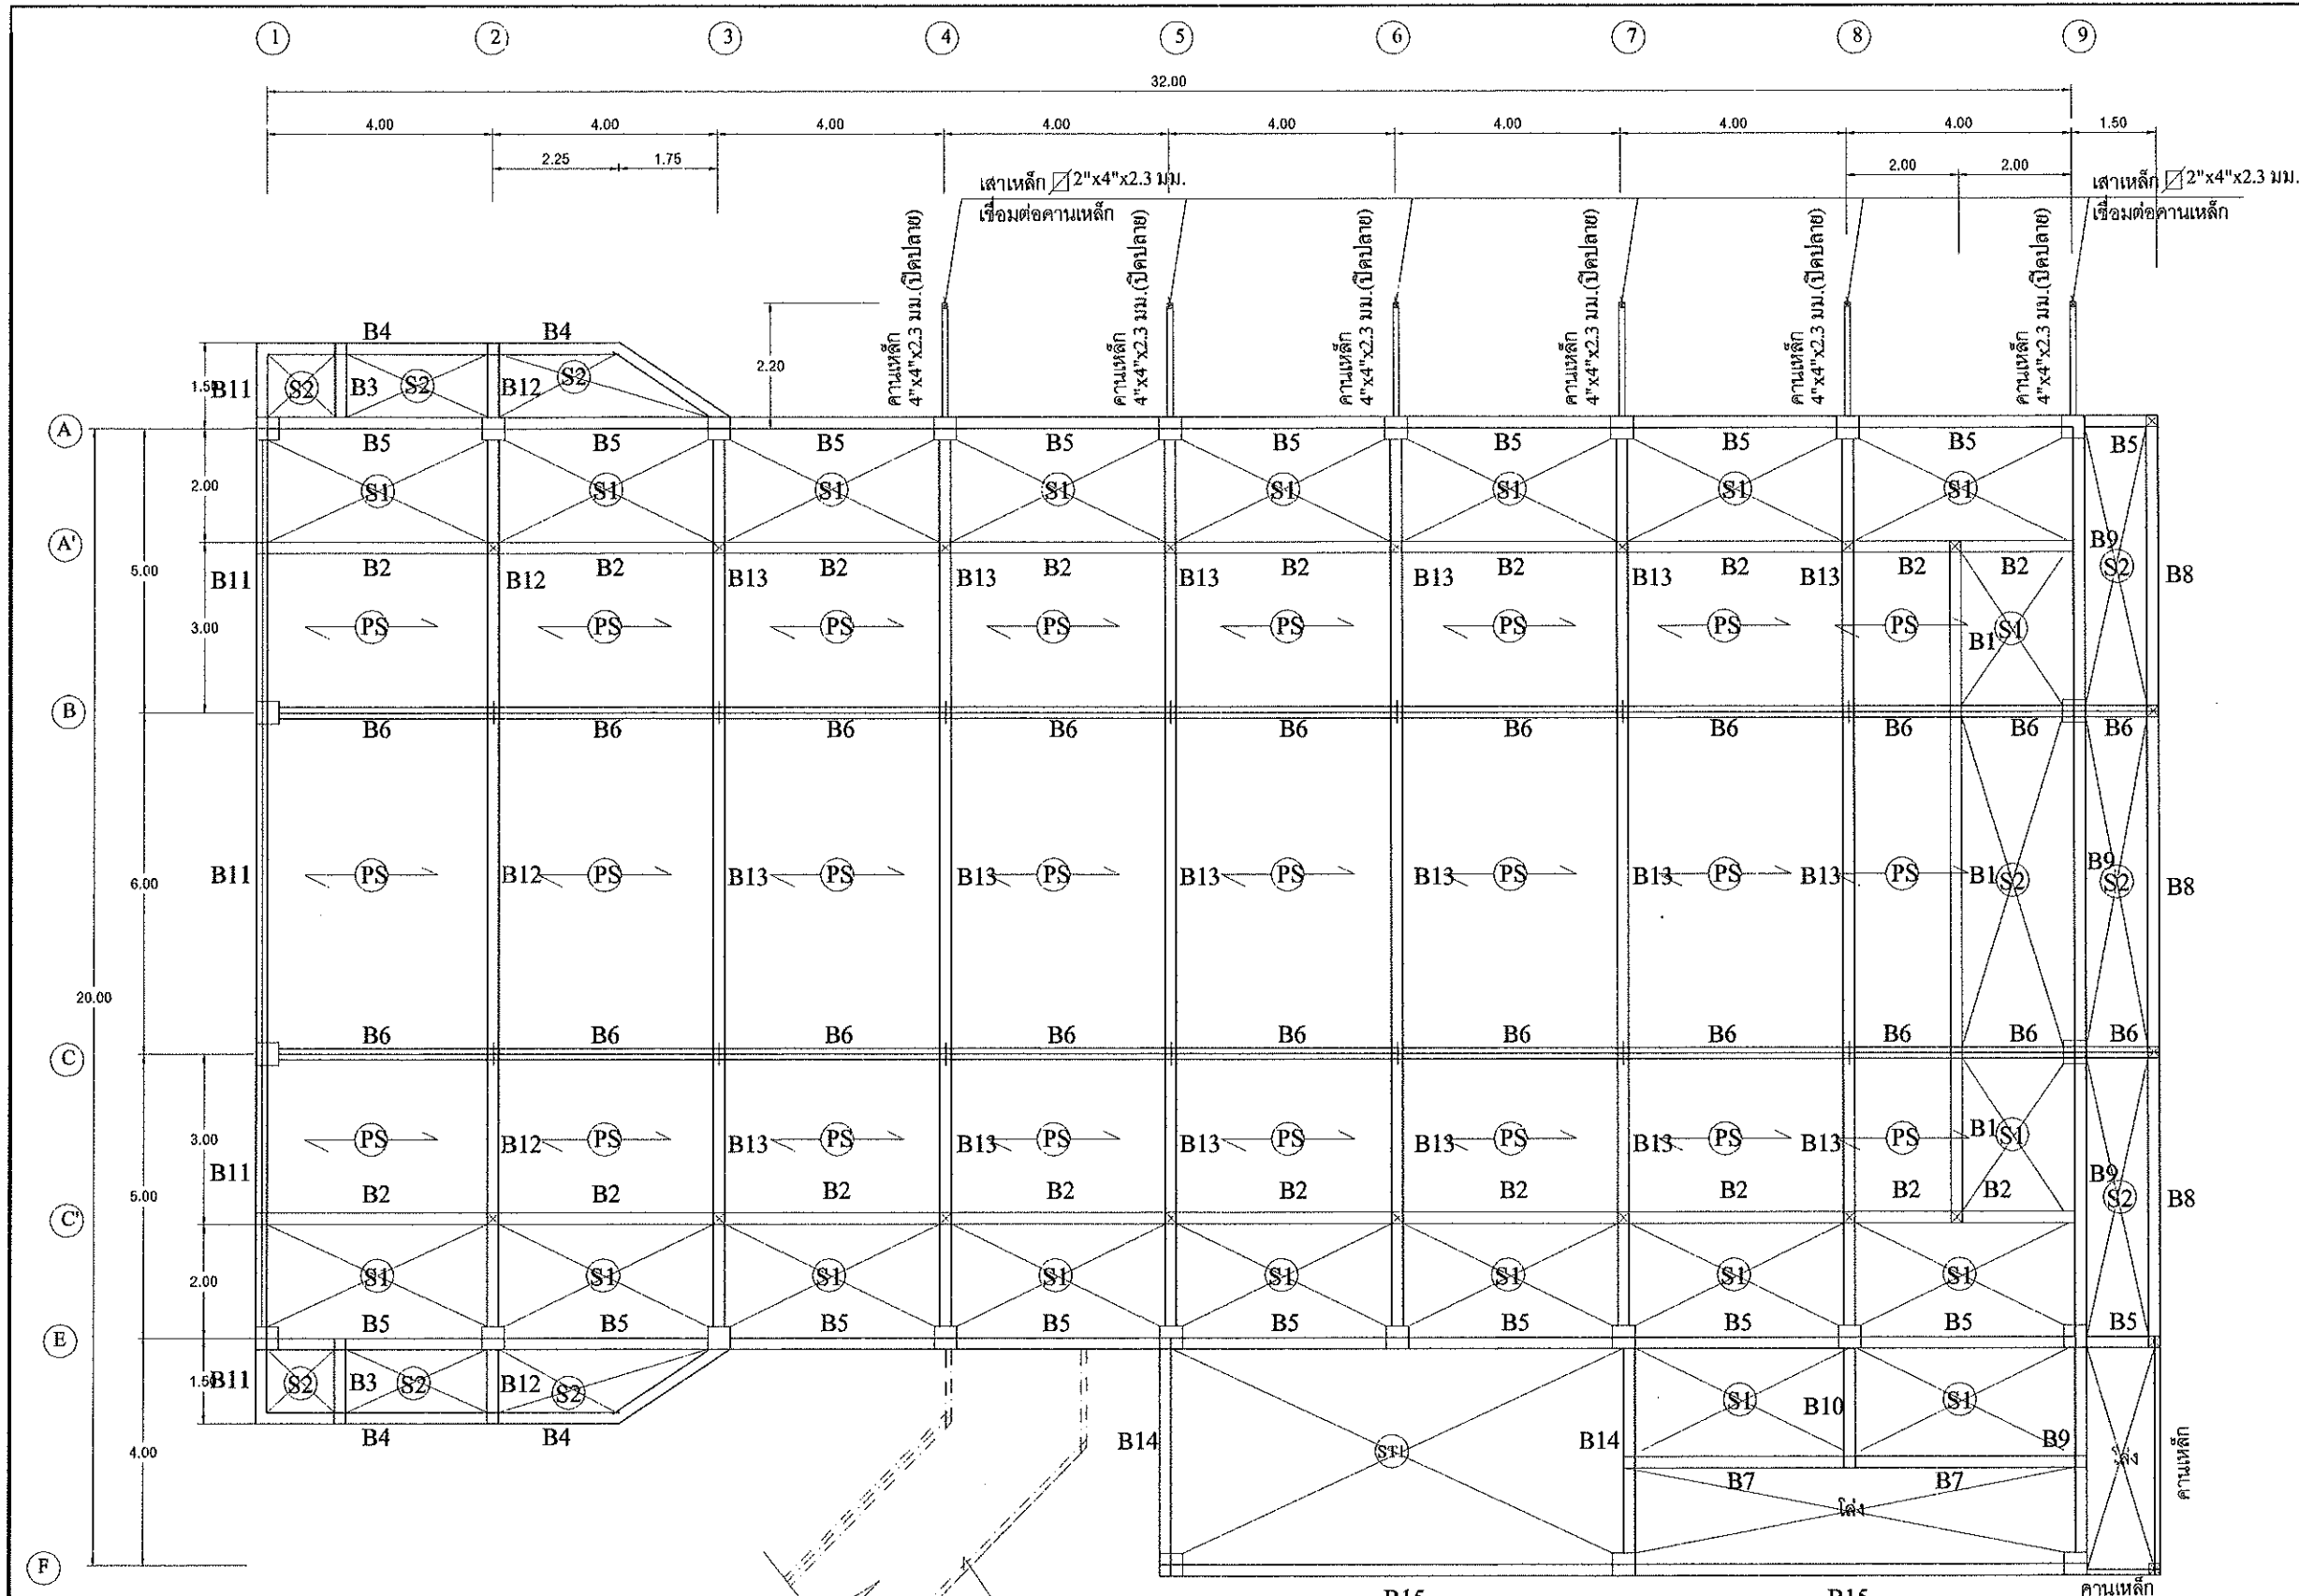 1 2 3 4 5 6 7 8 9
32.00
4.00 4.00 4.00 4.00 4.00 4.00 4.00 4.00 1.50
2.25 1.75 2.00 2.00
เสาเหล็ก 2"x4"x2.3 มม.
เชื่อมต่อคานเหล็ก
เสาเหล็ก 2"x4"x2.3 มม.
เชื่อมต่อคานเหล็ก
คานเหล็ก
4"x4"x2.3 มม.(ปิดปลาย)
คานเหล็ก
4"x4"x2.3 มม.(ปิดปลาย)
คานเหล็ก
4"x4"x2.3 มม.(ปิดปลาย)
คานเหล็ก
4"x4"x2.3 มม.(ปิดปลาย)
คานเหล็ก
4"x4"x2.3 มม.(ปิดปลาย)
คานเหล็ก
4"x4"x2.3 มม.(ปิดปลาย)
2.20
B4 B4
1.50 B11 S2 B3 S2 B12 S2
A
B5 B5 B5 B5 B5 B5 B5 B5 B5
2.00 S1 S1 S1 S1 S1 S1 S1 S1
A'
5.00 B11 B2 B12 B2 B13 B2 B13 B2 B13 B2 B13 B2 B13 B2 B13 B2 B2 B9 S2 B8
3.00 PS PS PS PS PS PS PS PS B1 S1
B
B6 B6 B6 B6 B6 B6 B6 B6 B6 B6
6.00 B11 PS B12 PS B13 PS B13 PS B13 PS B13 PS B13 PS B13 PS B1 S2 B9 S2 B8
20.00
B6 B6 B6 B6 B6 B6 B6 B6 B6 B6
C
3.00 PS B12 PS B13 PS B13 PS B13 PS B13 PS B13 PS B13 PS B1 S1
B11 B9
5.00 B2 B2 B2 B2 B2 B2 B2 B2 B2 S2 B8
C'
2.00 S1 S1 S1 S1 S1 S1 S1 S1
B5 B5 B5 B5 B5 B5 B5 B5 B5
E
1.50 B11 S2 B3 S2 B12 S2
S1 B10 S1
B4 B4 B14 ST1 B14 B9 โล่ง
คานเหล็ก
4.00
B7 B7
โล่ง
F
B15 B15 คานเหล็ก